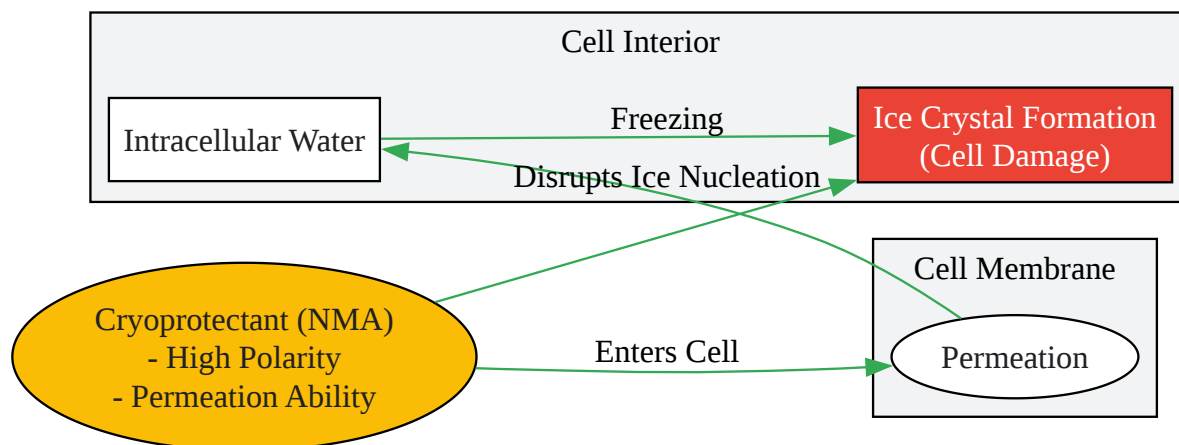 Cell Interior
Intracellular Water
Freezing
Ice Crystal Formation
(Cell Damage)
Disrupts Ice Nucleation
Cell Membrane
Cryoprotectant (NMA)
- High Polarity
- Permeation Ability
Enters Cell
Permeation